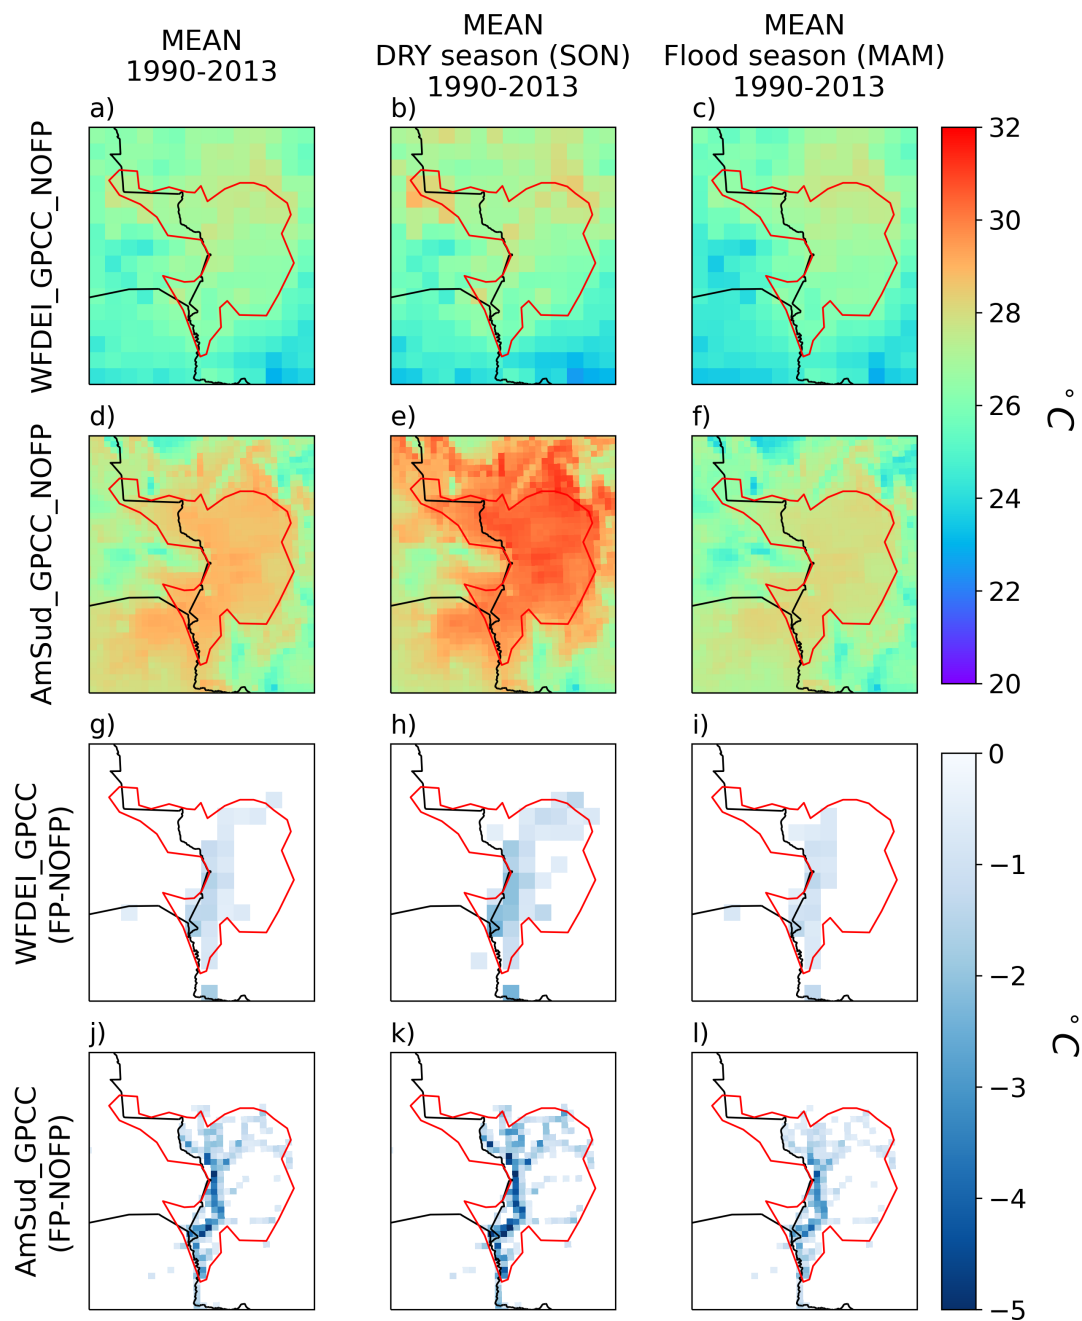 MEAN
1990-2013
MEAN
DRY season (SON)
1990-2013
MEAN
Flood season (MAM)
1990-2013
a)
b)
c)
WFDEI_GPCC_NOFP
32
30
28
26
24
22
20
°C
d)
e)
f)
AmSud_GPCC_NOFP
g)
h)
i)
WFDEI_GPCC
(FP-NOFP)
0
−1
−2
−3
−4
−5
°C
j)
k)
l)
AmSud_GPCC
(FP-NOFP)